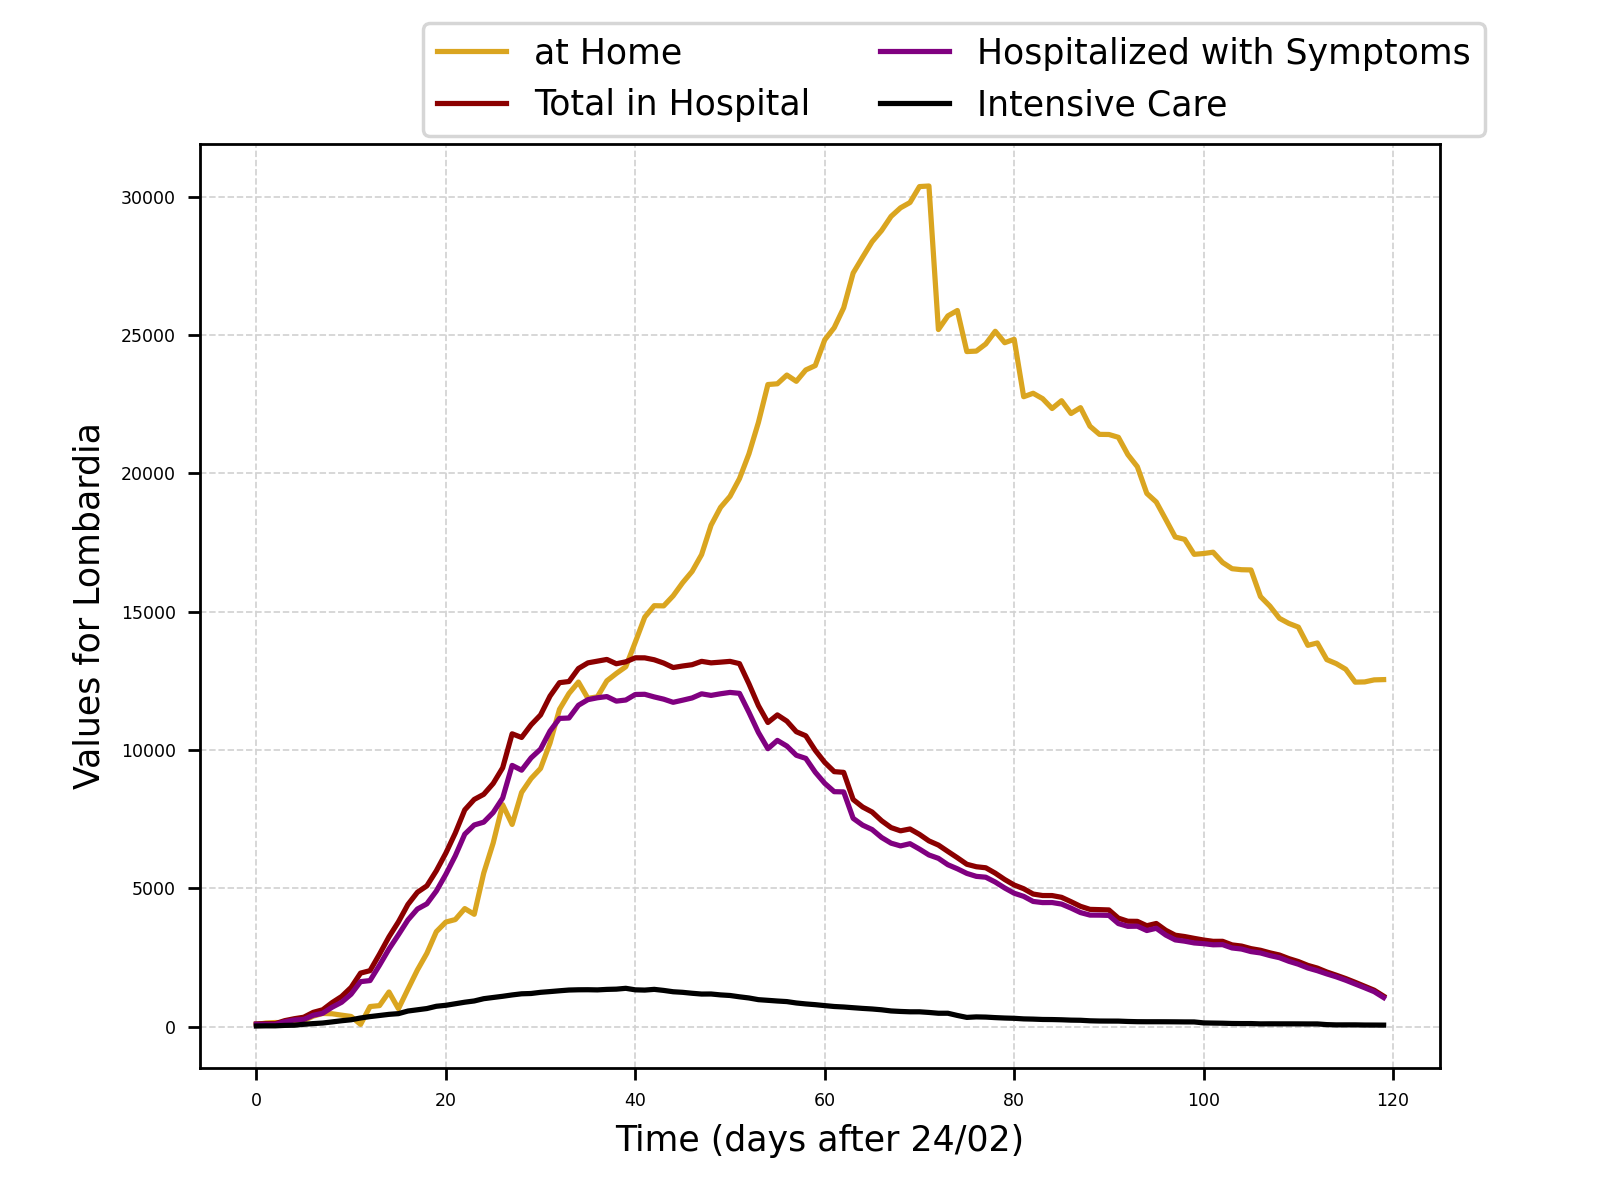 at Home
Total in Hospital
Hospitalized with Symptoms
Intensive Care
30000
25000
20000
15000
10000
5000
0
Values for Lombardia
0 20 40 60 80 100 120
Time (days after 24/02)